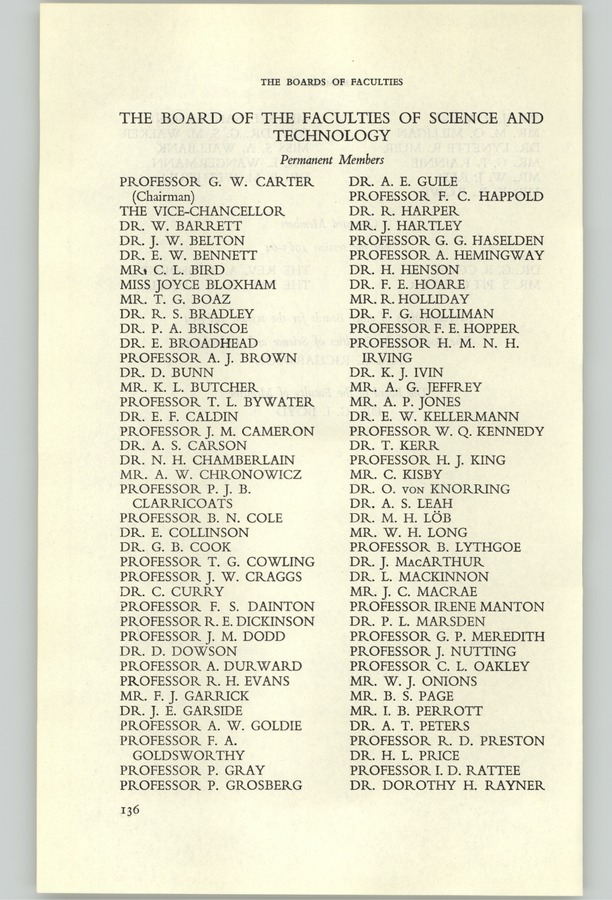 THE BOARDS OF FACULTIES
THE BOARD OF THE FACULTIES OF SCIENCE AND
TECHNOLOGY
Permanent Members
PROFESSOR G. W. CARTER
(Chairman)
THE VICE-CHANCELLOR
DR. W. BARRETT
DR. J. W. BELTON
DR. E. W. BENNETT
MR. C. L. BIRD
MISS JOYCE BLOXHAM
MR. T. G. BOAZ
DR. R. S. BRADLEY
DR. P. A. BRISCOE
DR. E. BROADHEAD
PROFESSOR A. J. BROWN
DR. D. BUNN
MR. K. L. BUTCHER
PROFESSOR T. L. BYWATER
DR. E. F. CALDIN
PROFESSOR J. M. CAMERON
DR. A. S. CARSON
DR. N. H. CHAMBERLAIN
MR. A. W. CHRONOWICZ
PROFESSOR P. J. B.
CLARRICOATS
PROFESSOR B. N. COLE
DR. E. COLLINSON
DR. G. B. COOK
PROFESSOR T. G. COWLING
PROFESSOR J. W. CRAGGS
DR. C. CURRY
PROFESSOR F. S. DAINTON
PROFESSOR R. E. DICKINSON
PROFESSOR J. M. DODD
DR. D. DOWSON
PROFESSOR A. DURWARD
PROFESSOR R. H. EVANS
MR. F. J. GARRICK
DR. J. E. GARSIDE
PROFESSOR A. W. GOLDIE
PROFESSOR F. A.
GOLDSWORTHY
PROFESSOR P. GRAY
PROFESSOR P. GROSBERG
DR. A. E. GUILE
PROFESSOR F. C. HAPPOLD
DR. R. HARPER
MR. J. HARTLEY
PROFESSOR G. G. HASELDEN
PROFESSOR A. HEMINGWAY
DR. H. HENSON
DR. F. E. HOARE
MR. R. HOLLIDAY
DR. F. G. HOLLIMAN
PROFESSOR F. E. HOPPER
PROFESSOR H. M. N. H.
IRVING
DR. K. J. IVIN
MR. A. G. JEFFREY
MR. A. P. JONES
DR. E. W. KELLERMANN
PROFESSOR W. Q. KENNEDY
DR. T. KERR
PROFESSOR H. J. KING
MR. C. KISBY
DR. O. VON KNORRING
DR. A. S. LEAH
DR. M. H. LÖB
MR. W. H. LONG
PROFESSOR B. LYTHGOE
DR. J. MACARTHUR
DR. L. MACKINNON
MR. J. C. MACRAE
PROFESSOR IRENE MANTON
DR. P. L. MARSDEN
PROFESSOR G. P. MEREDITH
PROFESSOR J. NUTTING
PROFESSOR C. L. OAKLEY
MR. W. J. ONIONS
MR. B. S. PAGE
MR. I. B. PERROTT
DR. A. T. PETERS
PROFESSOR R. D. PRESTON
DR. H. L. PRICE
PROFESSOR I. D. RATTEE
DR. DOROTHY H. RAYNER
136